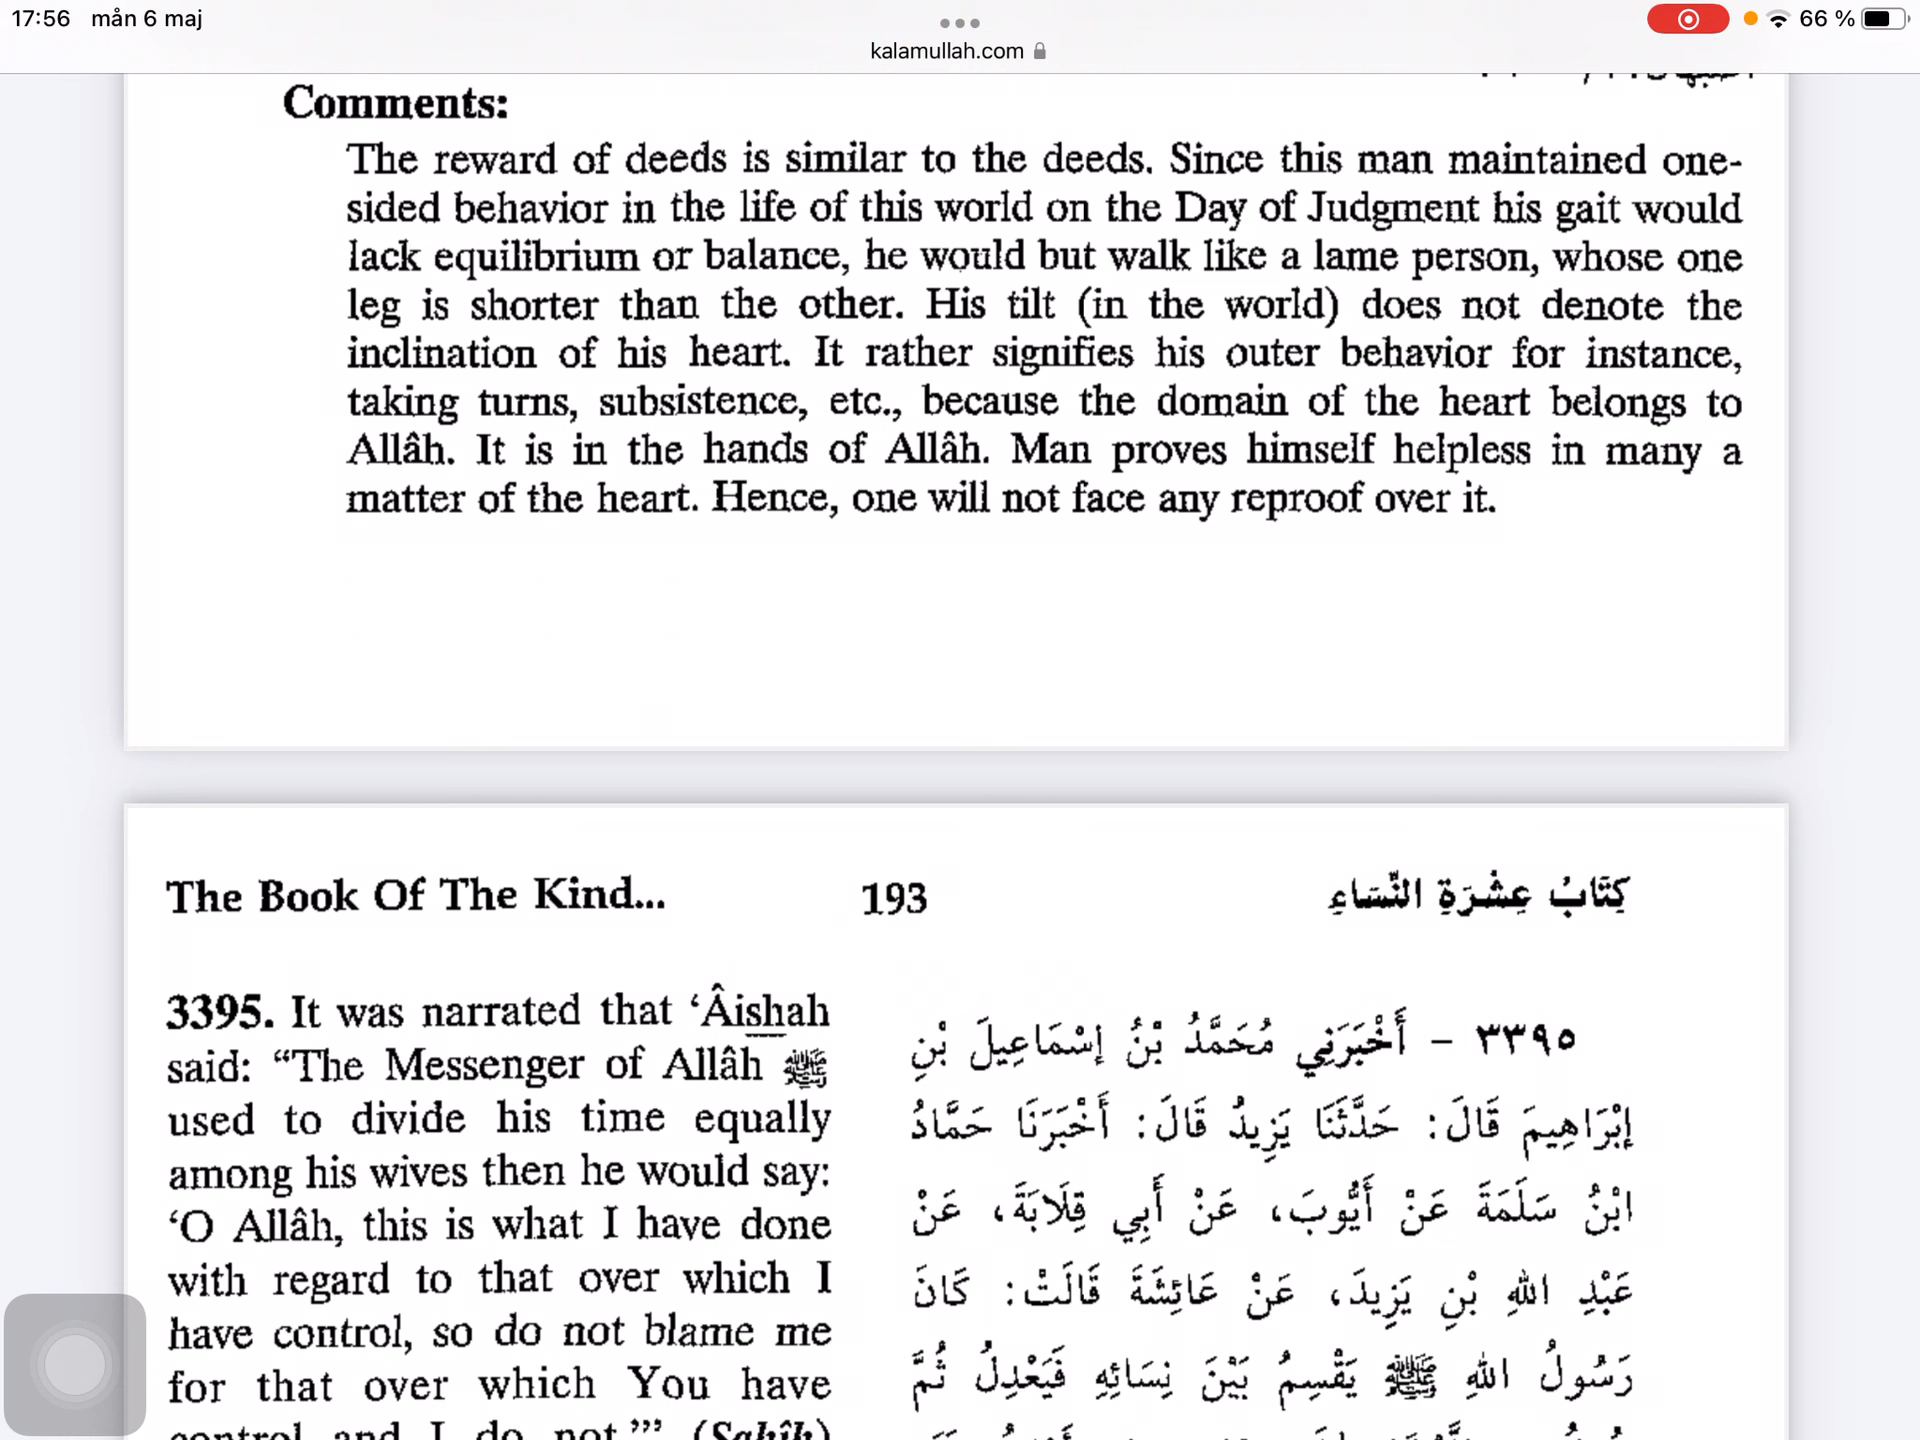 17:56 mån 6 maj
66 %
kalamullah.com
Comments:
The reward of deeds is similar to the deeds. Since this man maintained one-
sided behavior in the life of this world on the Day of Judgment his gait would
lack equilibrium or balance, he would but walk like a lame person, whose one
leg is shorter than the other. His tilt (in the world) does not denote the
inclination of his heart. It rather signifies his outer behavior for instance,
taking turns, subsistence, etc., because the domain of the heart belongs to
Allâh. It is in the hands of Allâh. Man proves himself helpless in many a
matter of the heart. Hence, one will not face any reproof over it.
The Book Of The Kind...
193
كِتَابُ عِشْرَةِ النِّسَاءِ
3395. It was narrated that ‘Âishah
said: “The Messenger of Allâh ﷺ
used to divide his time equally
among his wives then he would say:
‘O Allâh, this is what I have done
with regard to that over which I
have control, so do not blame me
for that over which You have
control and I do not.’” (Sahîh)
٣٣٩٥ – أَخْبَرَنِي مُحَمَّدُ بْنُ إِسْمَاعِيلَ بْنِ
إِبْرَاهِيمَ قَالَ: حَدَّثَنَا يَزِيدُ قَالَ: أَخْبَرَنَا حَمَّادُ
ابْنُ سَلَمَةَ عَنْ أَيُّوبَ، عَنْ أَبِي قِلَابَةَ، عَنْ
عَبْدِ اللهِ بْنِ يَزِيدَ، عَنْ عَائِشَةَ قَالَتْ: كَانَ
رَسُولُ اللهِ ﷺ يَقْسِمُ بَيْنَ نِسَائِهِ فَيَعْدِلُ ثُمَّ